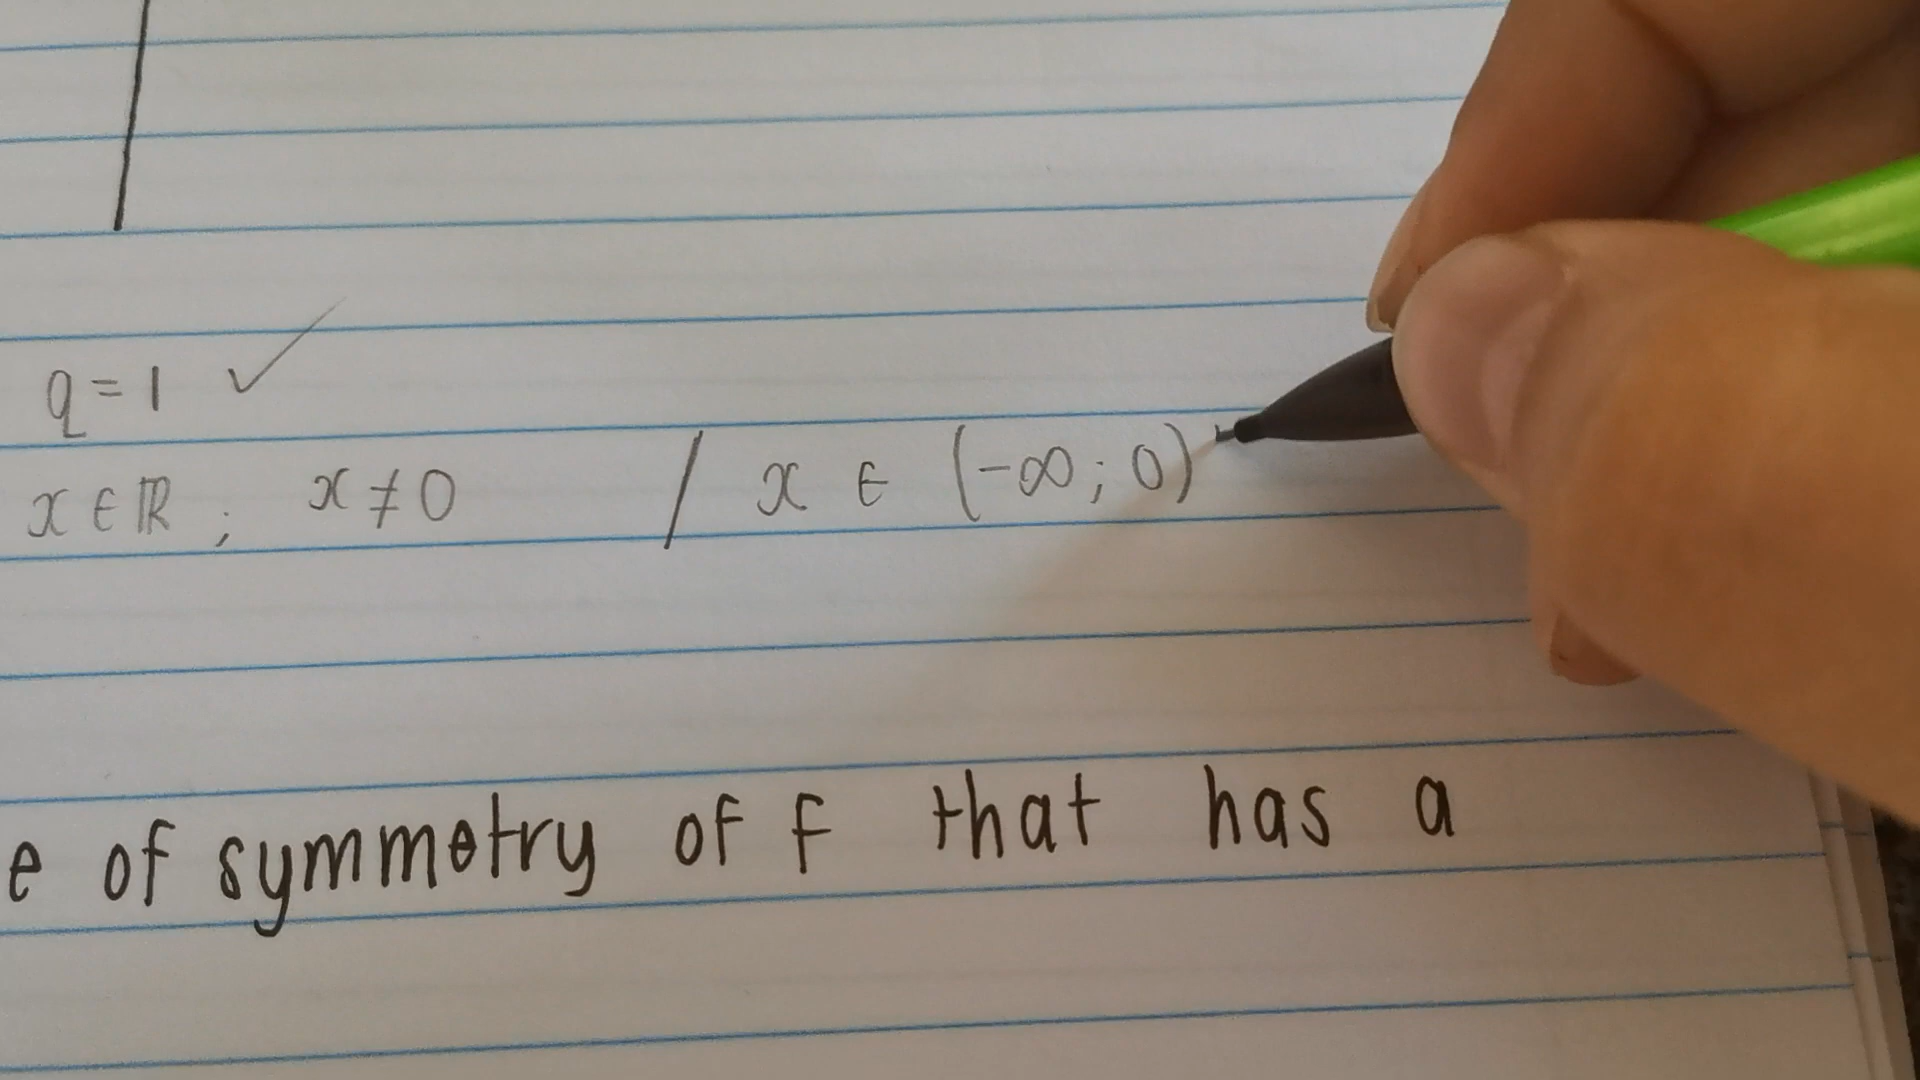 q = 1 ✓
x ∈ ℝ ; x ≠ 0 / x ∈ (-∞ ; 0)
e of symmetry of f that has a